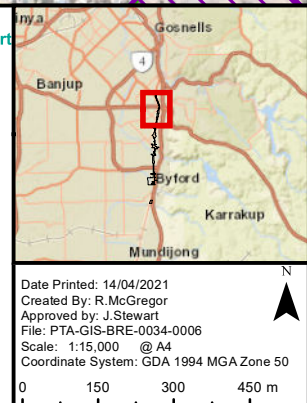 inya
Gosnells
rt
4
Banjup
Byford
Karrakup
Mundijong
N
Date Printed: 14/04/2021
Created By: R.McGregor
Approved by: J.Stewart
File: PTA-GIS-BRE-0034-0006
Scale: 1:15,000 @ A4
Coordinate System: GDA 1994 MGA Zone 50
0 150 300 450 m